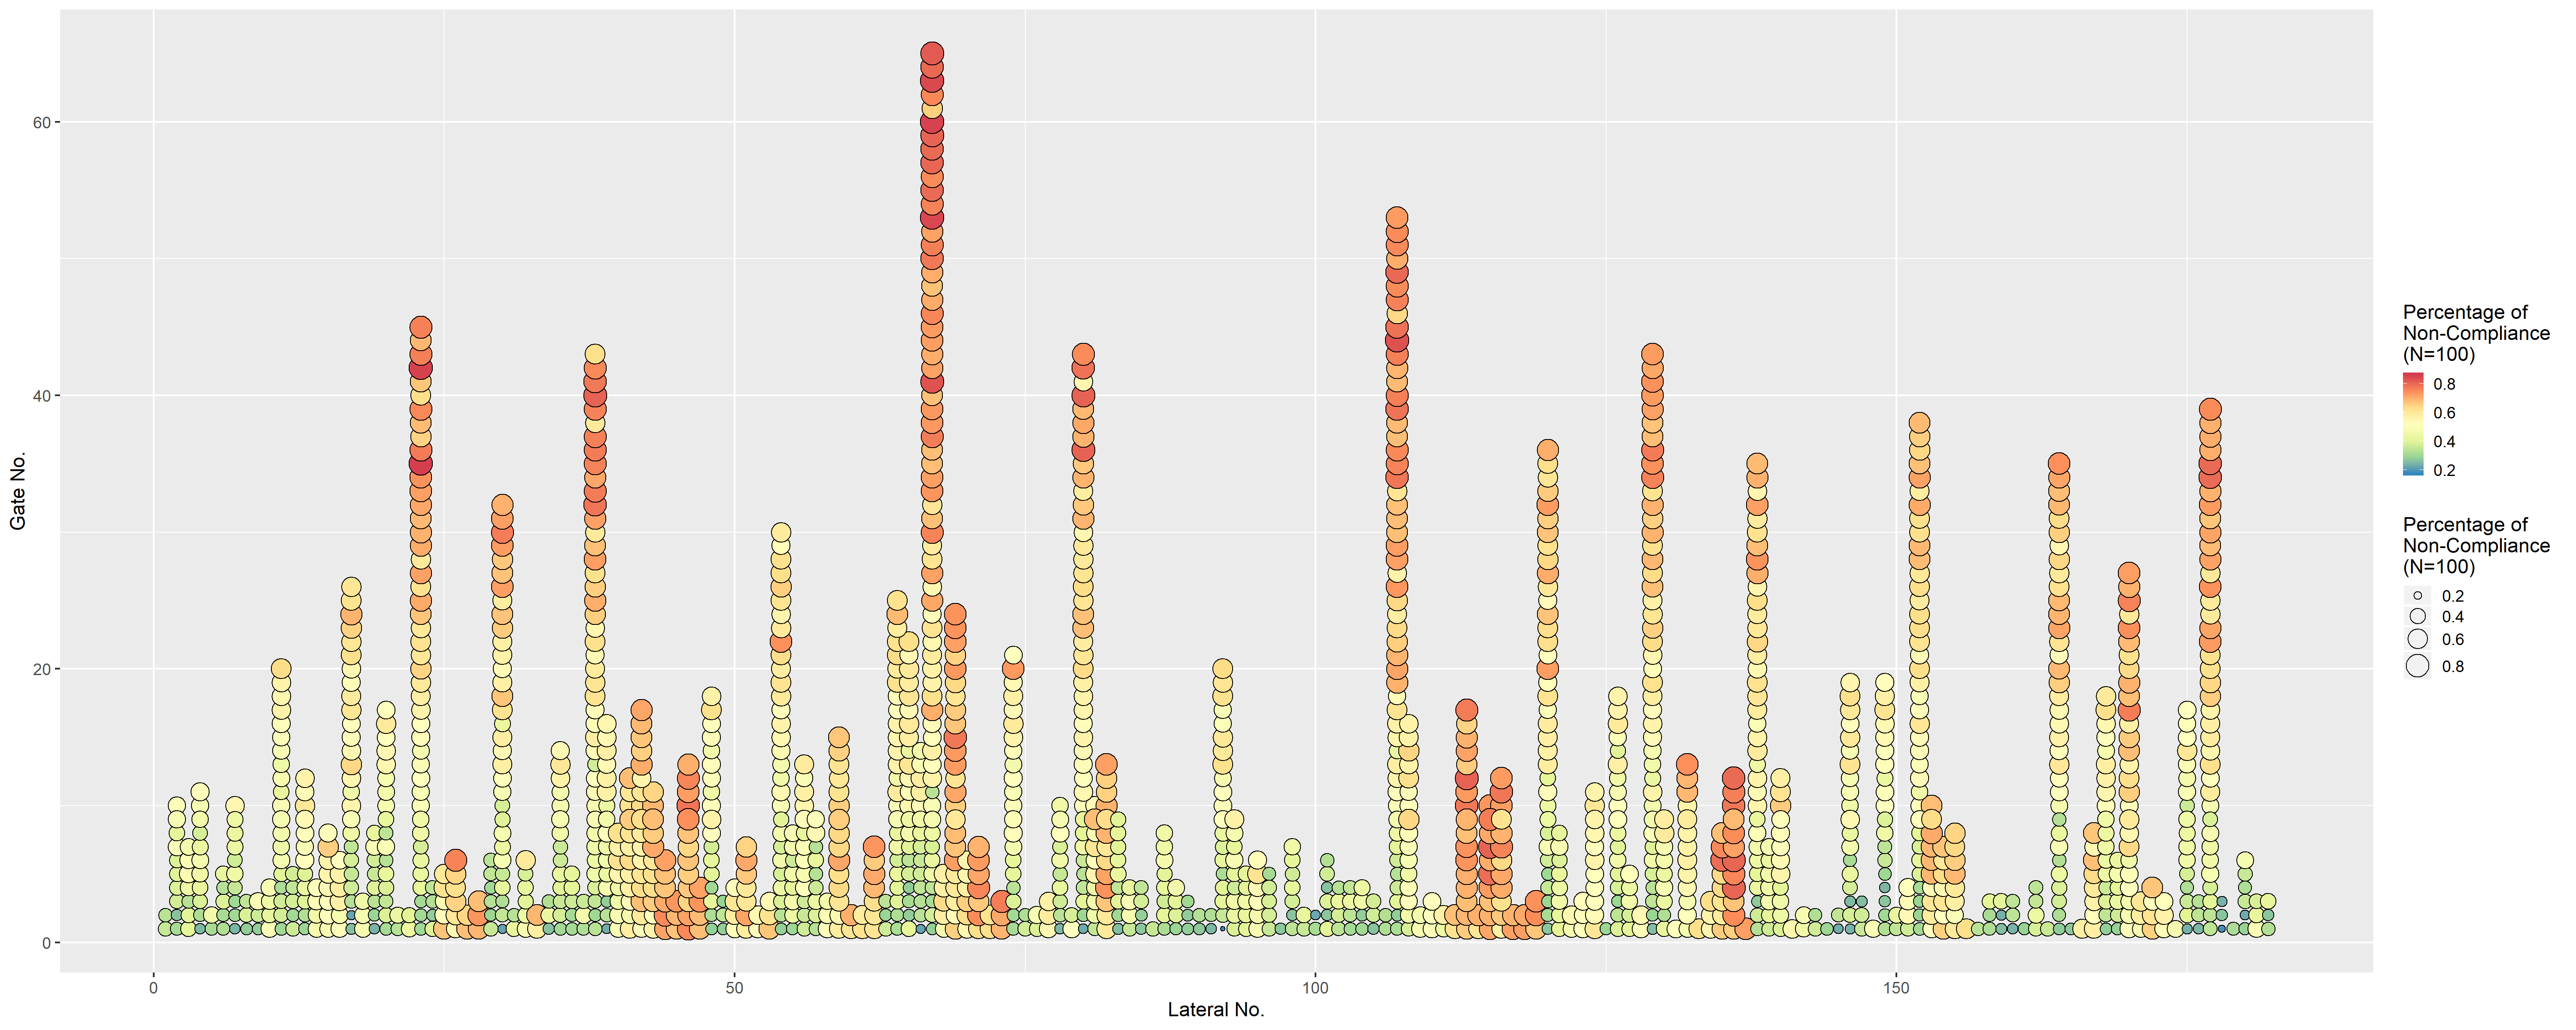 60
40
20
0
Gate No.
0
50
100
150
Lateral No.
Percentage of
Non-Compliance
(N=100)
0.8
0.6
0.4
0.2
Percentage of
Non-Compliance
(N=100)
0.2
0.4
0.6
0.8